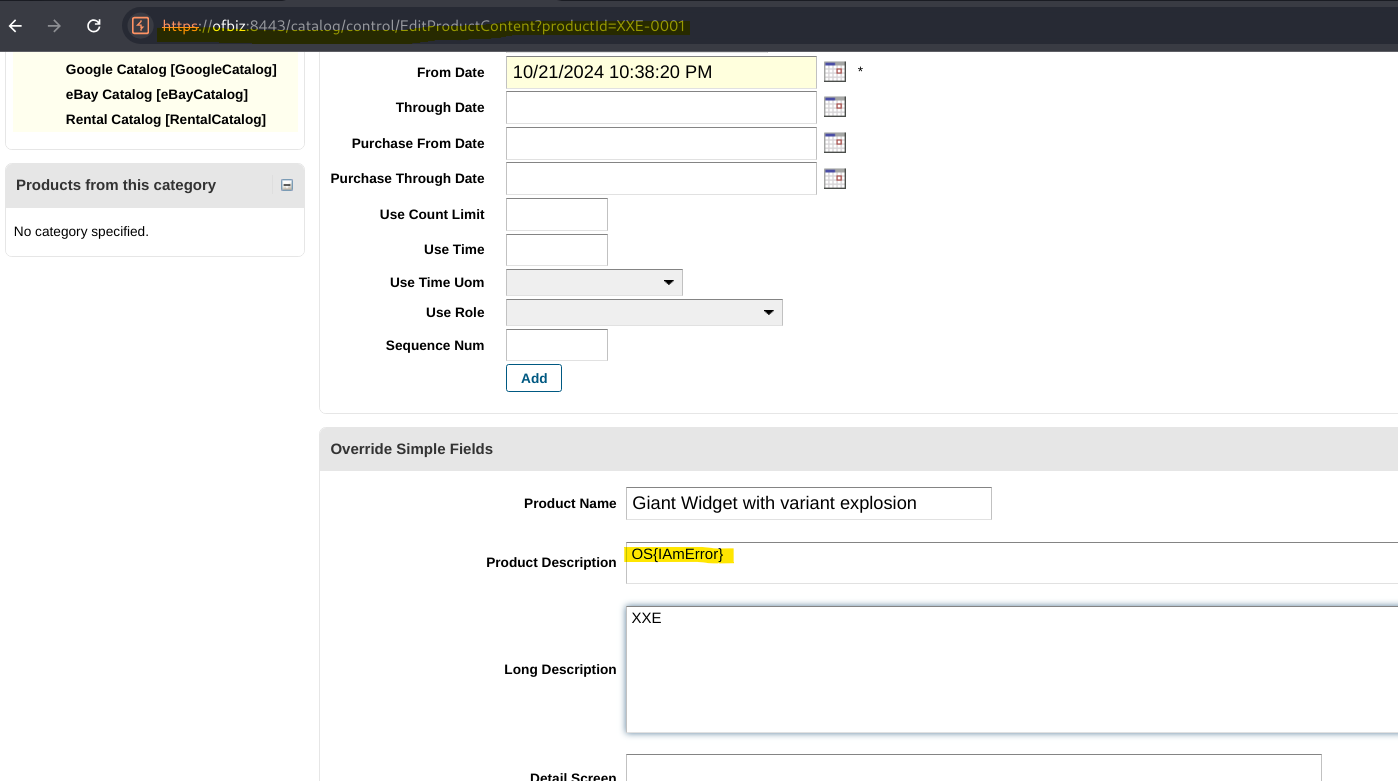 https://ofbiz:8443/catalog/control/EditProductContent?productId=XXE-0001
Google Catalog [GoogleCatalog]
eBay Catalog [eBayCatalog]
Rental Catalog [RentalCatalog]
Products from this category
No category specified.
From Date 10/21/2024 10:38:20 PM *
Through Date
Purchase From Date
Purchase Through Date
Use Count Limit
Use Time
Use Time Uom
Use Role
Sequence Num
Add
Override Simple Fields
Product Name Giant Widget with variant explosion
Product Description OS{IAmError}
Long Description XXE
Detail Screen